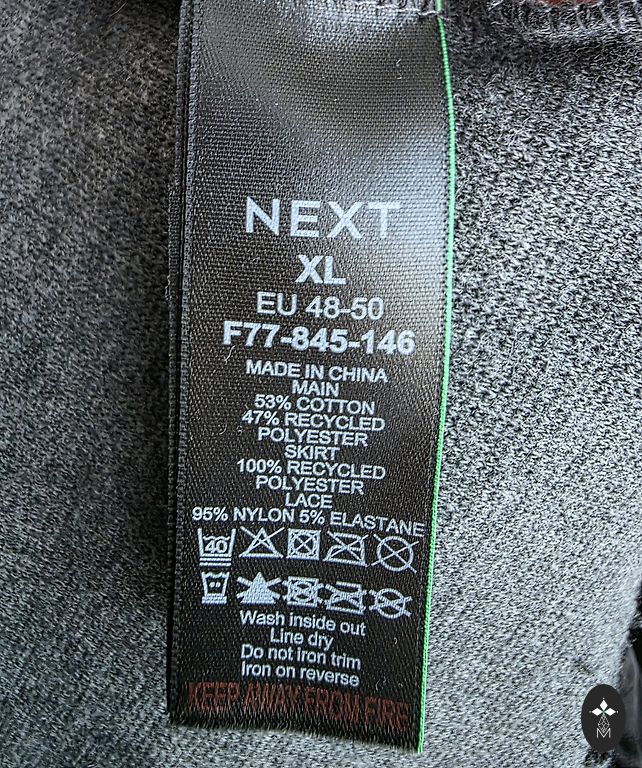 NEXT
XL
EU 48-50
F77-845-146
MADE IN CHINA
MAIN
53% COTTON
47% RECYCLED
POLYESTER
SKIRT
100% RECYCLED
POLYESTER
LACE
95% NYLON 5% ELASTANE
40
Wash inside out
Line dry
Do not iron trim
Iron on reverse
KEEP AWAY FROM FIRE